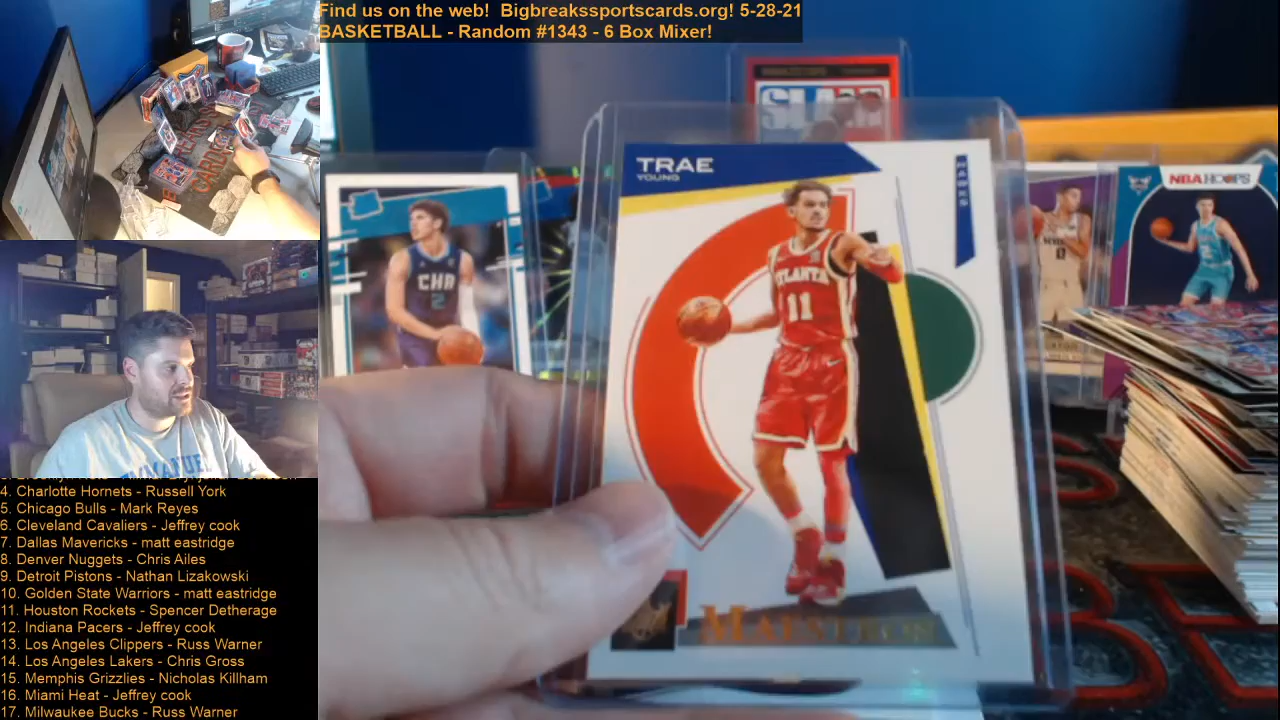 Find us on the web! Bigbreakssportscards.org! 5-28-21
BASKETBALL - Random #1343 - 6 Box Mixer!
4. Charlotte Hornets - Russell York
5. Chicago Bulls - Mark Reyes
6. Cleveland Cavaliers - Jeffrey cook
7. Dallas Mavericks - matt eastridge
8. Denver Nuggets - Chris Ailes
9. Detroit Pistons - Nathan Lizakowski
10. Golden State Warriors - matt eastridge
11. Houston Rockets - Spencer Detherage
12. Indiana Pacers - Jeffrey cook
13. Los Angeles Clippers - Russ Warner
14. Los Angeles Lakers - Chris Gross
15. Memphis Grizzlies - Nicholas Killham
16. Miami Heat - Jeffrey cook
17. Milwaukee Bucks - Russ Warner
TRAE
YOUNG
HAWKS
ATLANTA
11
CHA
2
NBA HOOPS
SLAM